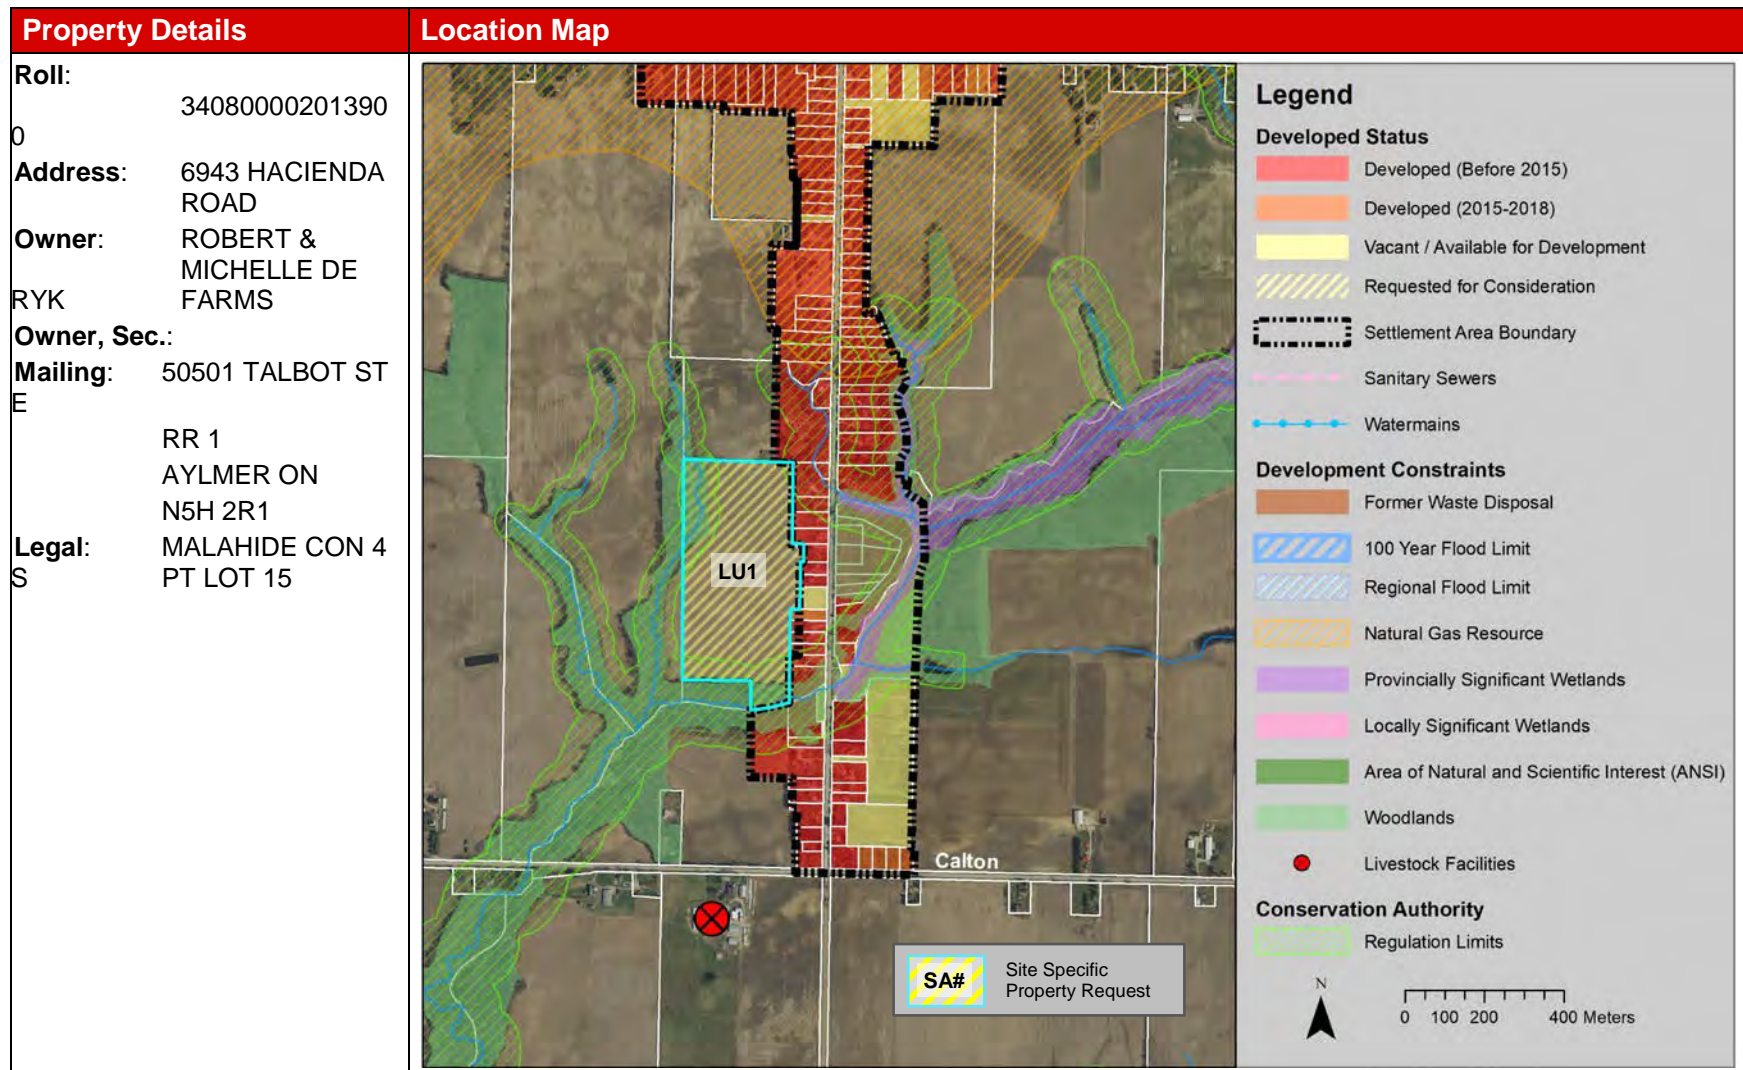 Property Details
Location Map
Roll:
34080000201390
0
Address: 6943 HACIENDA
ROAD
Owner: ROBERT &
MICHELLE DE
RYK FARMS
Owner, Sec.:
Mailing: 50501 TALBOT ST
E
RR 1
AYLMER ON
N5H 2R1
Legal: MALAHIDE CON 4
S PT LOT 15
LU1
Calton
SA#
Site Specific
Property Request
Legend
Developed Status
Developed (Before 2015)
Developed (2015-2018)
Vacant / Available for Development
Requested for Consideration
Settlement Area Boundary
Sanitary Sewers
Watermains
Development Constraints
Former Waste Disposal
100 Year Flood Limit
Regional Flood Limit
Natural Gas Resource
Provincially Significant Wetlands
Locally Significant Wetlands
Area of Natural and Scientific Interest (ANSI)
Woodlands
Livestock Facilities
Conservation Authority
Regulation Limits
N
0 100 200 400 Meters